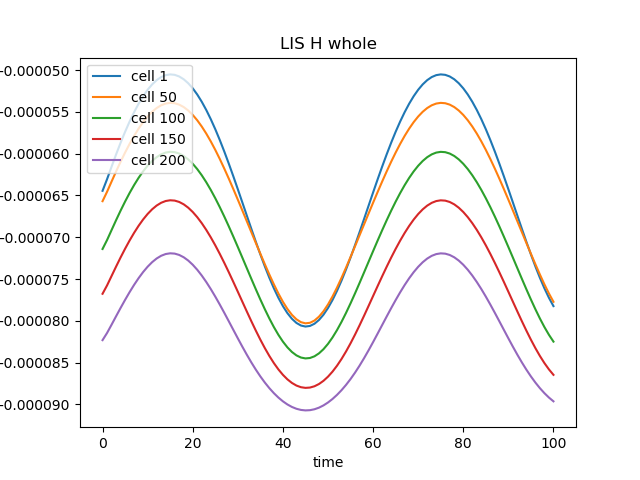 LIS H whole
-0.000050
-0.000055
-0.000060
-0.000065
-0.000070
-0.000075
-0.000080
-0.000085
-0.000090
cell 1
cell 50
cell 100
cell 150
cell 200
0 20 40 60 80 100
time